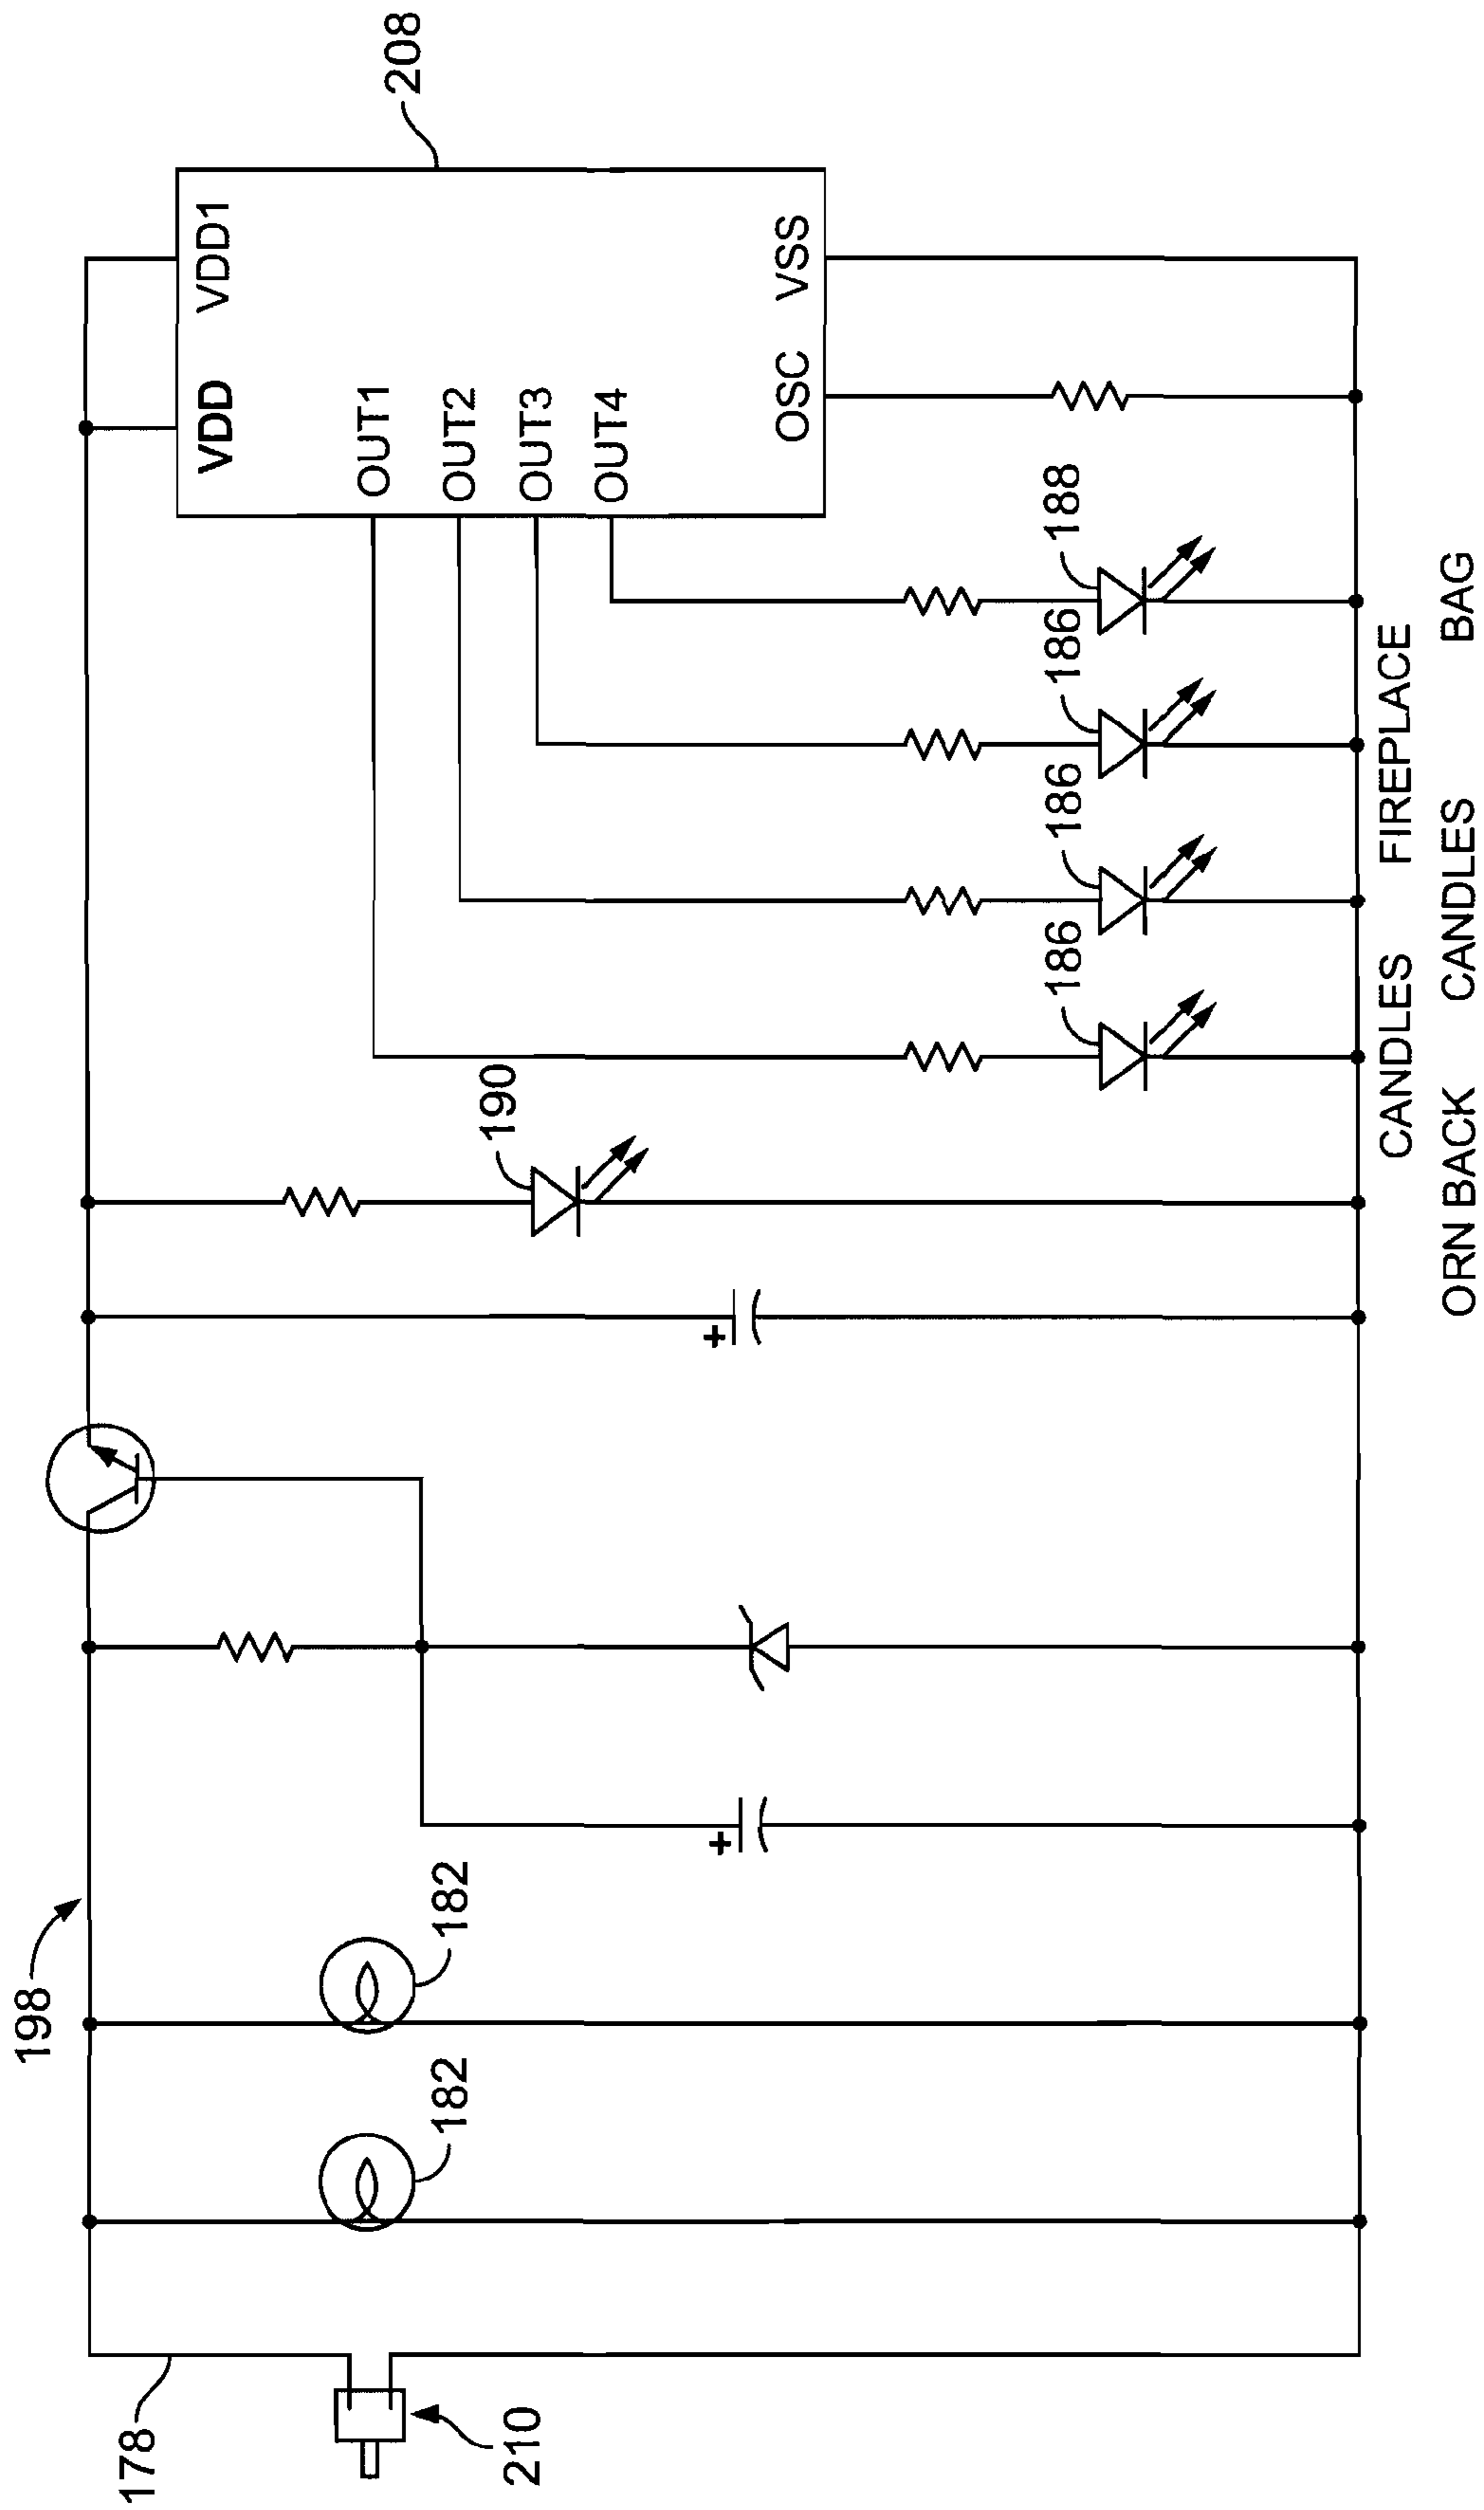 198
178
210
182
182
190
VDD VDD1
OUT1
OUT2
OUT3
OUT4
OSC VSS
208
186
186
186
188
CANDLES FIREPLACE
ORN BACK CANDLES BAG
+
+